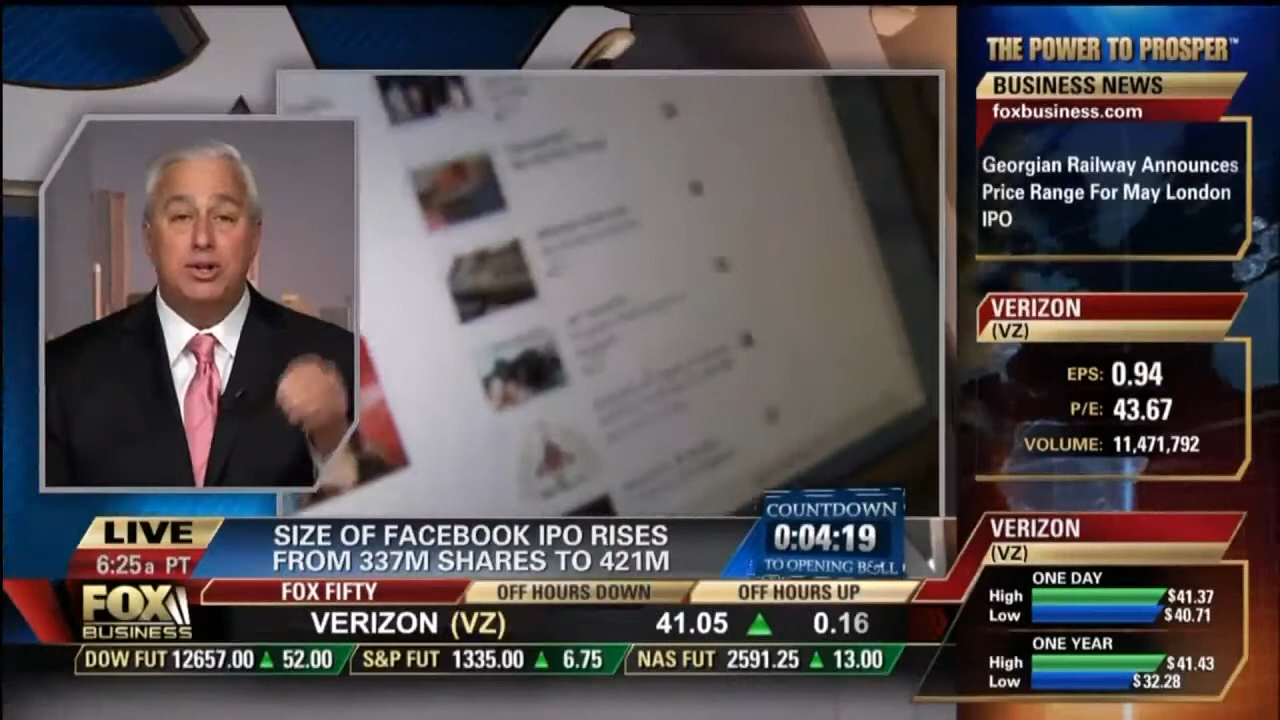 THE POWER TO PROSPER™
BUSINESS NEWS
foxbusiness.com
Georgian Railway Announces
Price Range For May London
IPO
VERIZON
(VZ)
EPS: 0.94
P/E: 43.67
VOLUME: 11,471,792
VERIZON
(VZ)
ONE DAY
High $41.37
Low $40.71
ONE YEAR
High $41.43
Low $32.28
LIVE
6:25a PT
SIZE OF FACEBOOK IPO RISES
FROM 337M SHARES TO 421M
COUNTDOWN
0:04:19
TO OPENING BELL
FOX
BUSINESS
FOX FIFTY
OFF HOURS DOWN
OFF HOURS UP
VERIZON (VZ) 41.05 ▲ 0.16
DOW FUT 12657.00 ▲ 52.00
S&P FUT 1335.00 ▲ 6.75
NAS FUT 2591.25 ▲ 13.00